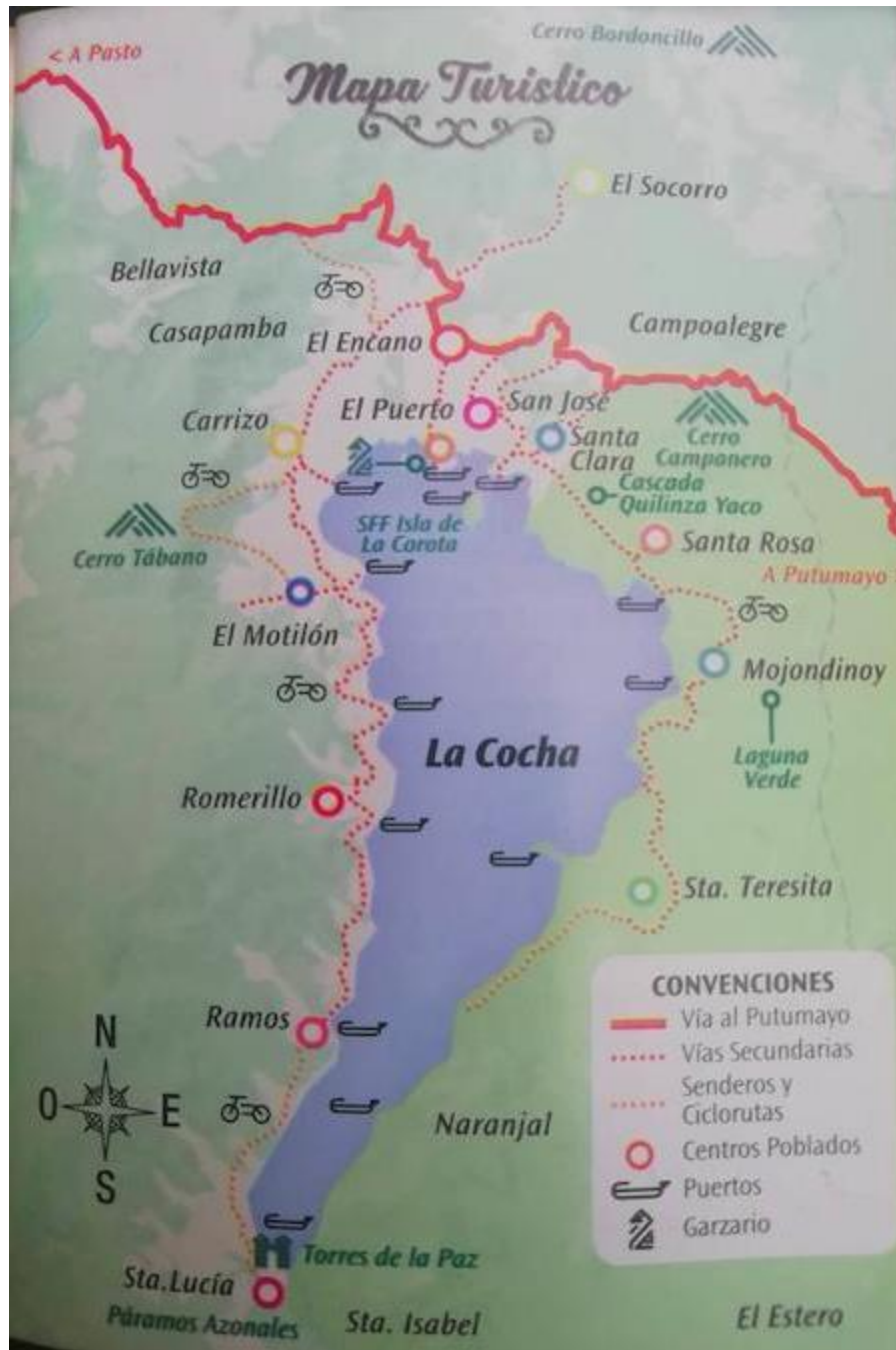 Cerro Bordoncillo
< A Pasto
Mapa Turistico
El Socorro
Bellavista
Casapamba
El Encano
Campoalegre
Carrizo
El Puerto
San José
Santa
Clara
Cerro
Campanero
Cascada
Quilinza Yaco
SFF Isla de
La Corota
Cerro Tábano
Santa Rosa
A Putumayo
El Motilón
Mojondinoy
La Cocha
Laguna
Verde
Romerillo
Sta. Teresita
Ramos
N
O
E
S
Naranjal
CONVENCIONES
Vía al Putumayo
Vías Secundarias
Senderos y
Ciclorutas
Centros Poblados
Puertos
Garzario
Torres de la Paz
Sta.Lucía
Páramos Azonales
Sta. Isabel
El Estero